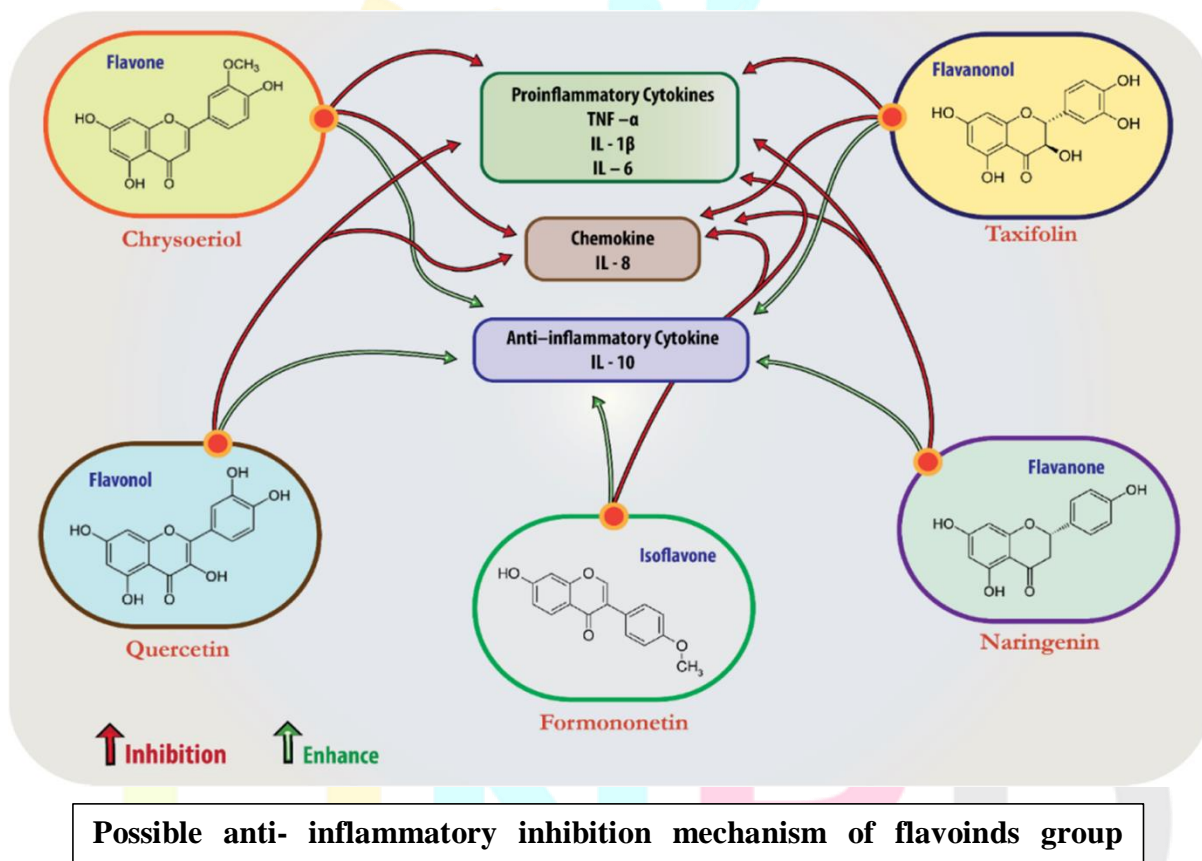 Flavone
OCH3
OH
HO
O
OH
O
Chrysoeriol
Proinflammatory Cytokines
TNF –α
IL - 1β
IL – 6
Chemokine
IL - 8
Anti–inflammatory Cytokine
IL - 10
Flavanonol
OH
OH
HO
O
OH
OH
O
Taxifolin
Flavonol
OH
OH
HO
O
OH
OH
O
Quercetin
Isoflavone
HO
O
O
O
CH3
Formononetin
Flavanone
OH
HO
O
OH
O
Naringenin
Inhibition
Enhance
Possible anti- inflammatory inhibition mechanism of flavoinds group